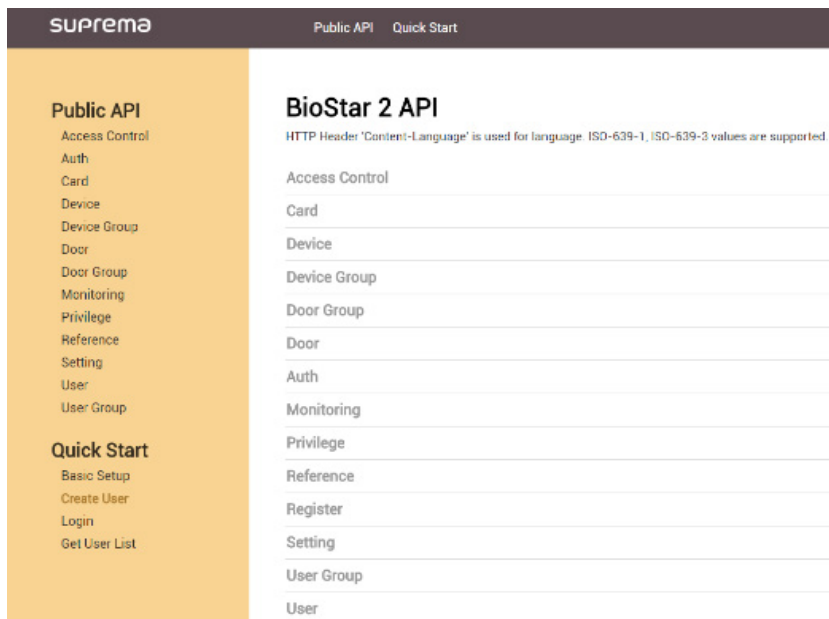 suprema
Public API Quick Start
Public API
Access Control
Auth
Card
Device
Device Group
Door
Door Group
Monitoring
Privilege
Reference
Setting
User
User Group
Quick Start
Basic Setup
Create User
Login
Get User List
BioStar 2 API
HTTP Header 'Content-Language' is used for language. ISO-639-1, ISO-639-3 values are supported.
Access Control
Card
Device
Device Group
Door Group
Door
Auth
Monitoring
Privilege
Reference
Register
Setting
User Group
User